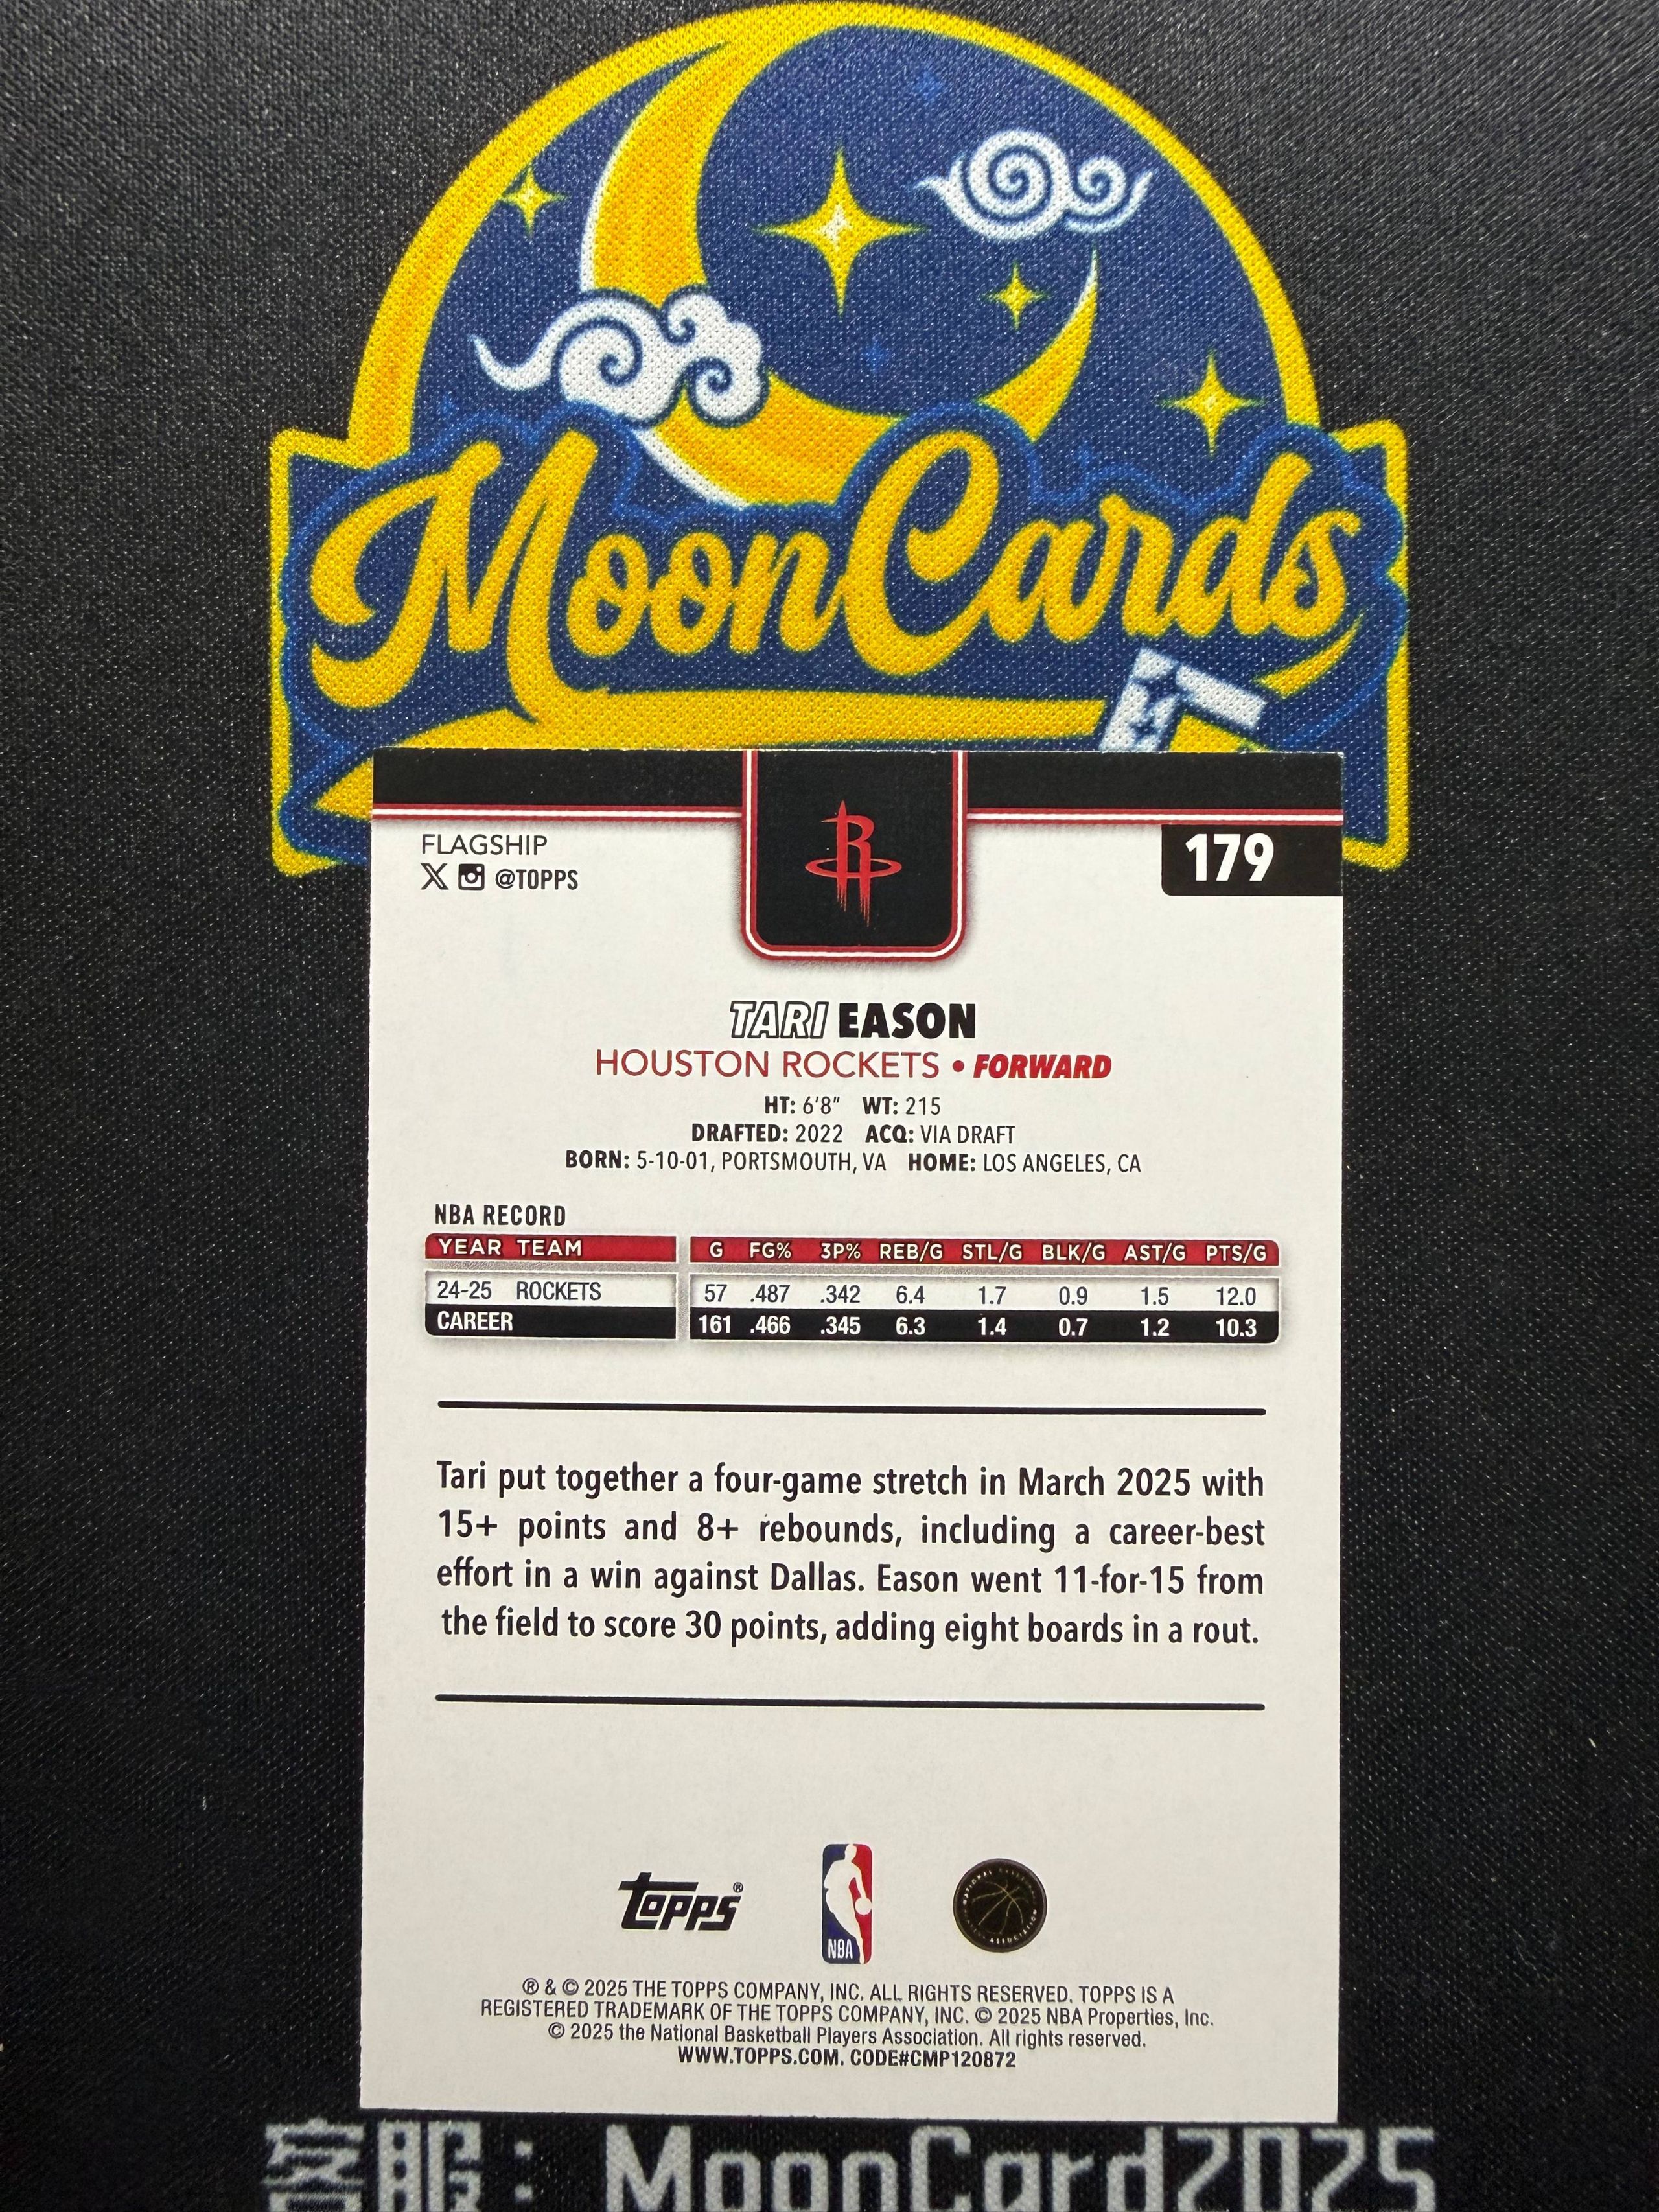 MoonCards
FLAGSHIP
179
@TOPPS
TARI EASON
HOUSTON ROCKETS • FORWARD
HT: 6'8" WT: 215
DRAFTED: 2022 ACQ: VIA DRAFT
BORN: 5-10-01, PORTSMOUTH, VA HOME: LOS ANGELES, CA
NBA RECORD
YEAR TEAM G FG% 3P% REB/G STL/G BLK/G AST/G PTS/G
24-25 ROCKETS 57 .487 .342 6.4 1.7 0.9 1.5 12.0
CAREER 161 .466 .345 6.3 1.4 0.7 1.2 10.3
Tari put together a four-game stretch in March 2025 with
15+ points and 8+ rebounds, including a career-best
effort in a win against Dallas. Eason went 11-for-15 from
the field to score 30 points, adding eight boards in a rout.
topps®
NBA
® & © 2025 THE TOPPS COMPANY, INC. ALL RIGHTS RESERVED. TOPPS IS A
REGISTERED TRADEMARK OF THE TOPPS COMPANY, INC. © 2025 NBA Properties, Inc.
© 2025 the National Basketball Players Association. All rights reserved.
WWW.TOPPS.COM. CODE#CMP120872
客服：MoonCard2025